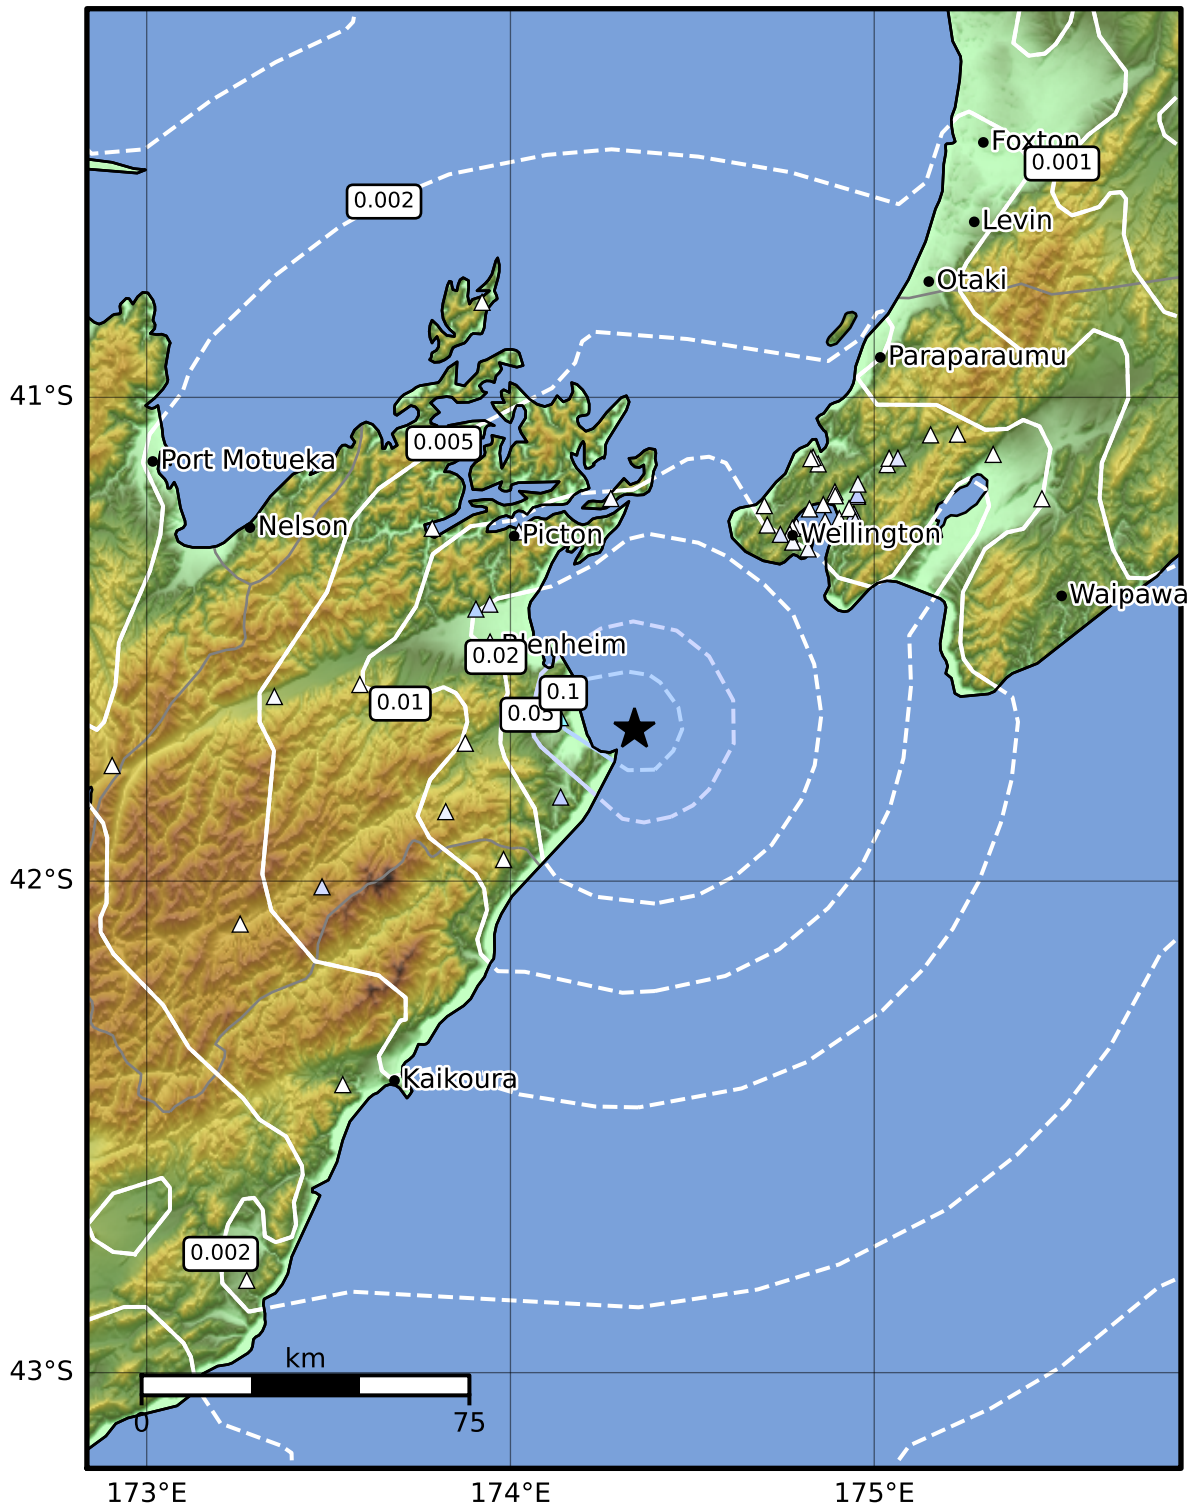 Foxton
0.001
0.002
Levin
Otaki
Paraparaumu
41°S
0.005
Port Motueka
Nelson
Picton
Wellington
Waipawa
Blenheim
0.02
0.1
0.01
0.05
42°S
Kaikoura
0.002
43°S
km
0
75
173°E
174°E
175°E